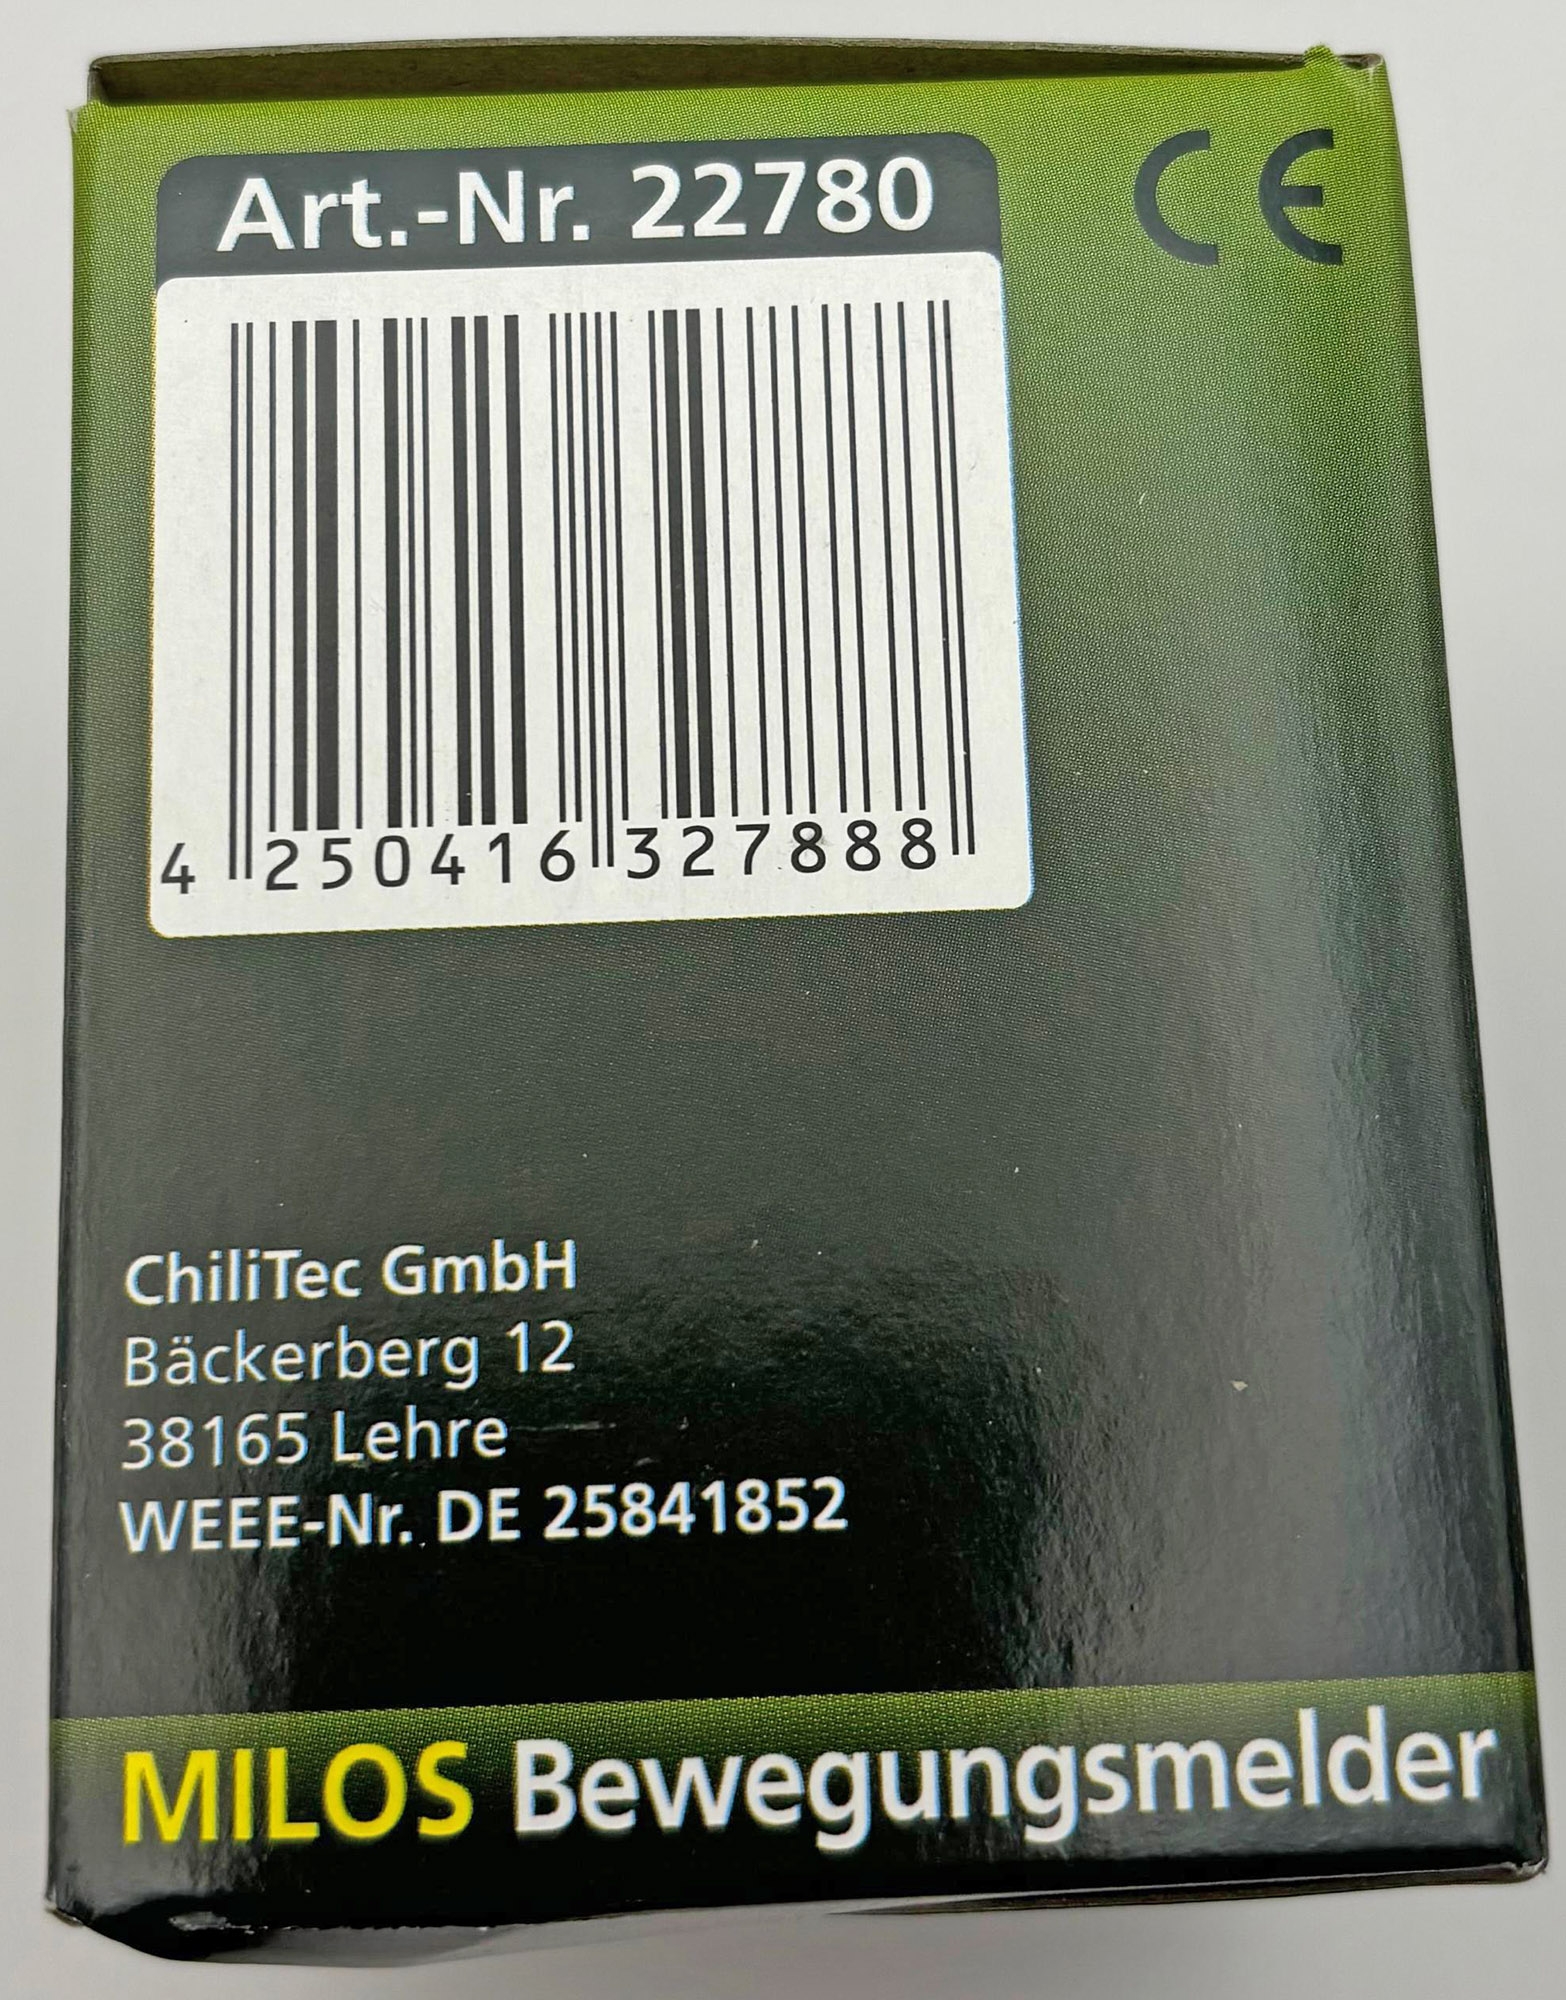 Art.-Nr. 22780
CE
4 250416 327888
ChiliTec GmbH
Bäckerberg 12
38165 Lehre
WEEE-Nr. DE 25841852
MILOS Bewegungsmelder